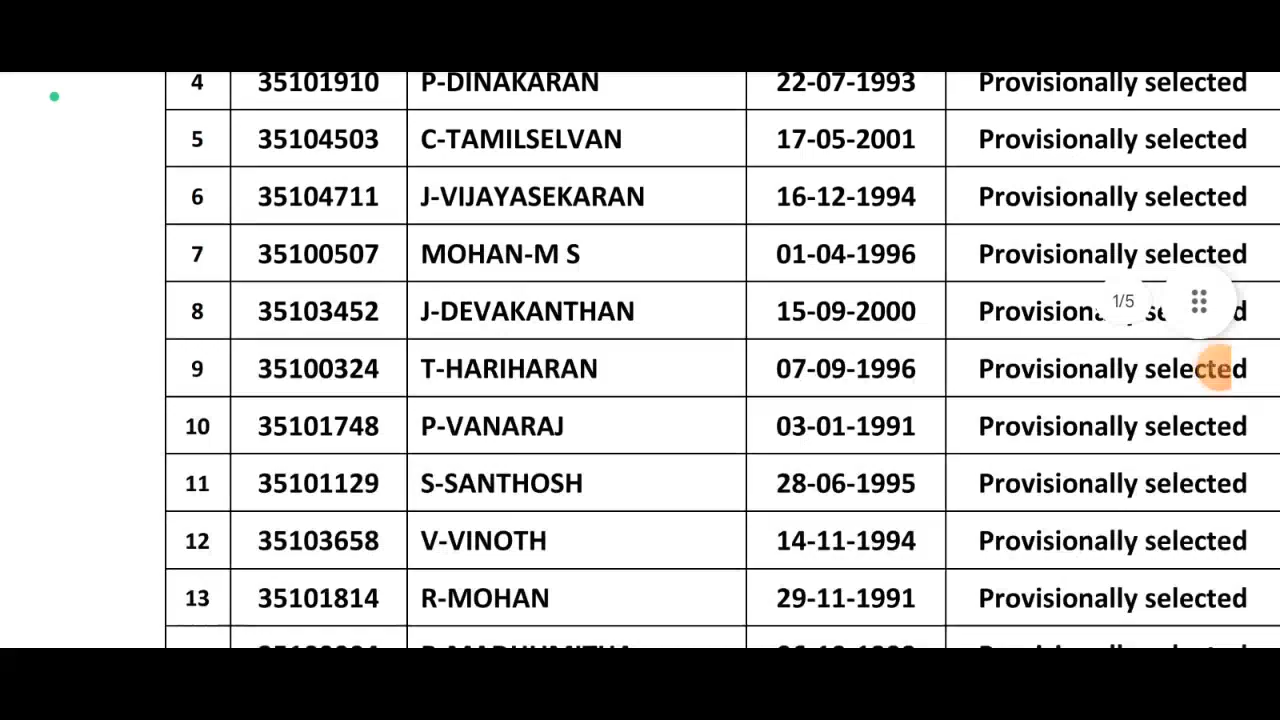 4 35101910 P-DINAKARAN 22-07-1993 Provisionally selected
5 35104503 C-TAMILSELVAN 17-05-2001 Provisionally selected
6 35104711 J-VIJAYASEKARAN 16-12-1994 Provisionally selected
7 35100507 MOHAN-M S 01-04-1996 Provisionally selected
8 35103452 J-DEVAKANTHAN 15-09-2000 Provisionally selected
1/5
9 35100324 T-HARIHARAN 07-09-1996 Provisionally selected
10 35101748 P-VANARAJ 03-01-1991 Provisionally selected
11 35101129 S-SANTHOSH 28-06-1995 Provisionally selected
12 35103658 V-VINOTH 14-11-1994 Provisionally selected
13 35101814 R-MOHAN 29-11-1991 Provisionally selected